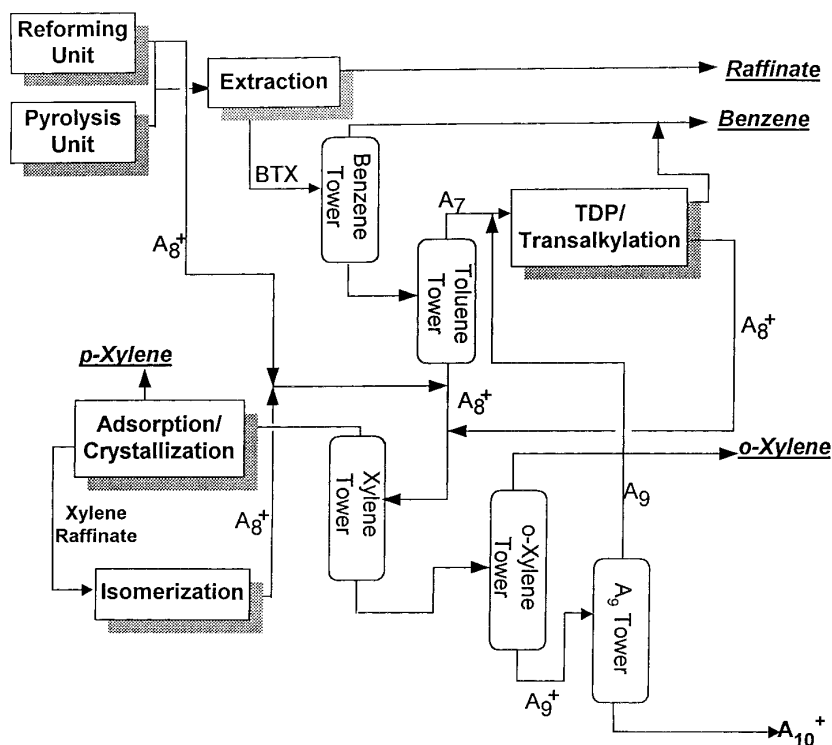 Reforming
Unit
Extraction
Raffinate
Pyrolysis
Unit
Benzene
BTX
Benzene
Tower
A7
TDP/
Transalkylation
A8+
Toluene
Tower
A8+
p-Xylene
A8+
Adsorption/
Crystallization
Xylene
Tower
o-Xylene
Xylene
Raffinate
A8+
A9
o-Xylene
Tower
Isomerization
A9 Tower
A9+
A10+